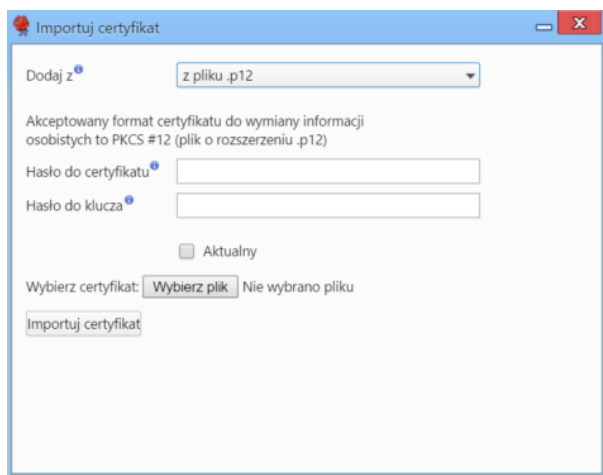 Importuj certyfikat
Dodaj z
z pliku .p12
Akceptowany format certyfikatu do wymiany informacji
osobistych to PKCS #12 (plik o rozszerzeniu .p12)
Hasło do certyfikatu
Hasło do klucza
Aktualny
Wybierz certyfikat: Wybierz plik Nie wybrano pliku
Importuj certyfikat